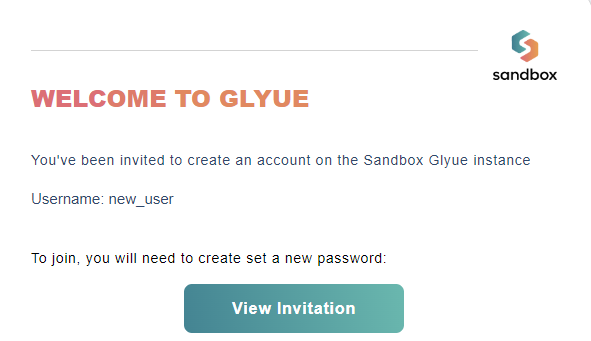 sandbox
WELCOME TO GLYUE
You've been invited to create an account on the Sandbox Glyue instance
Username: new_user
To join, you will need to create set a new password:
View Invitation